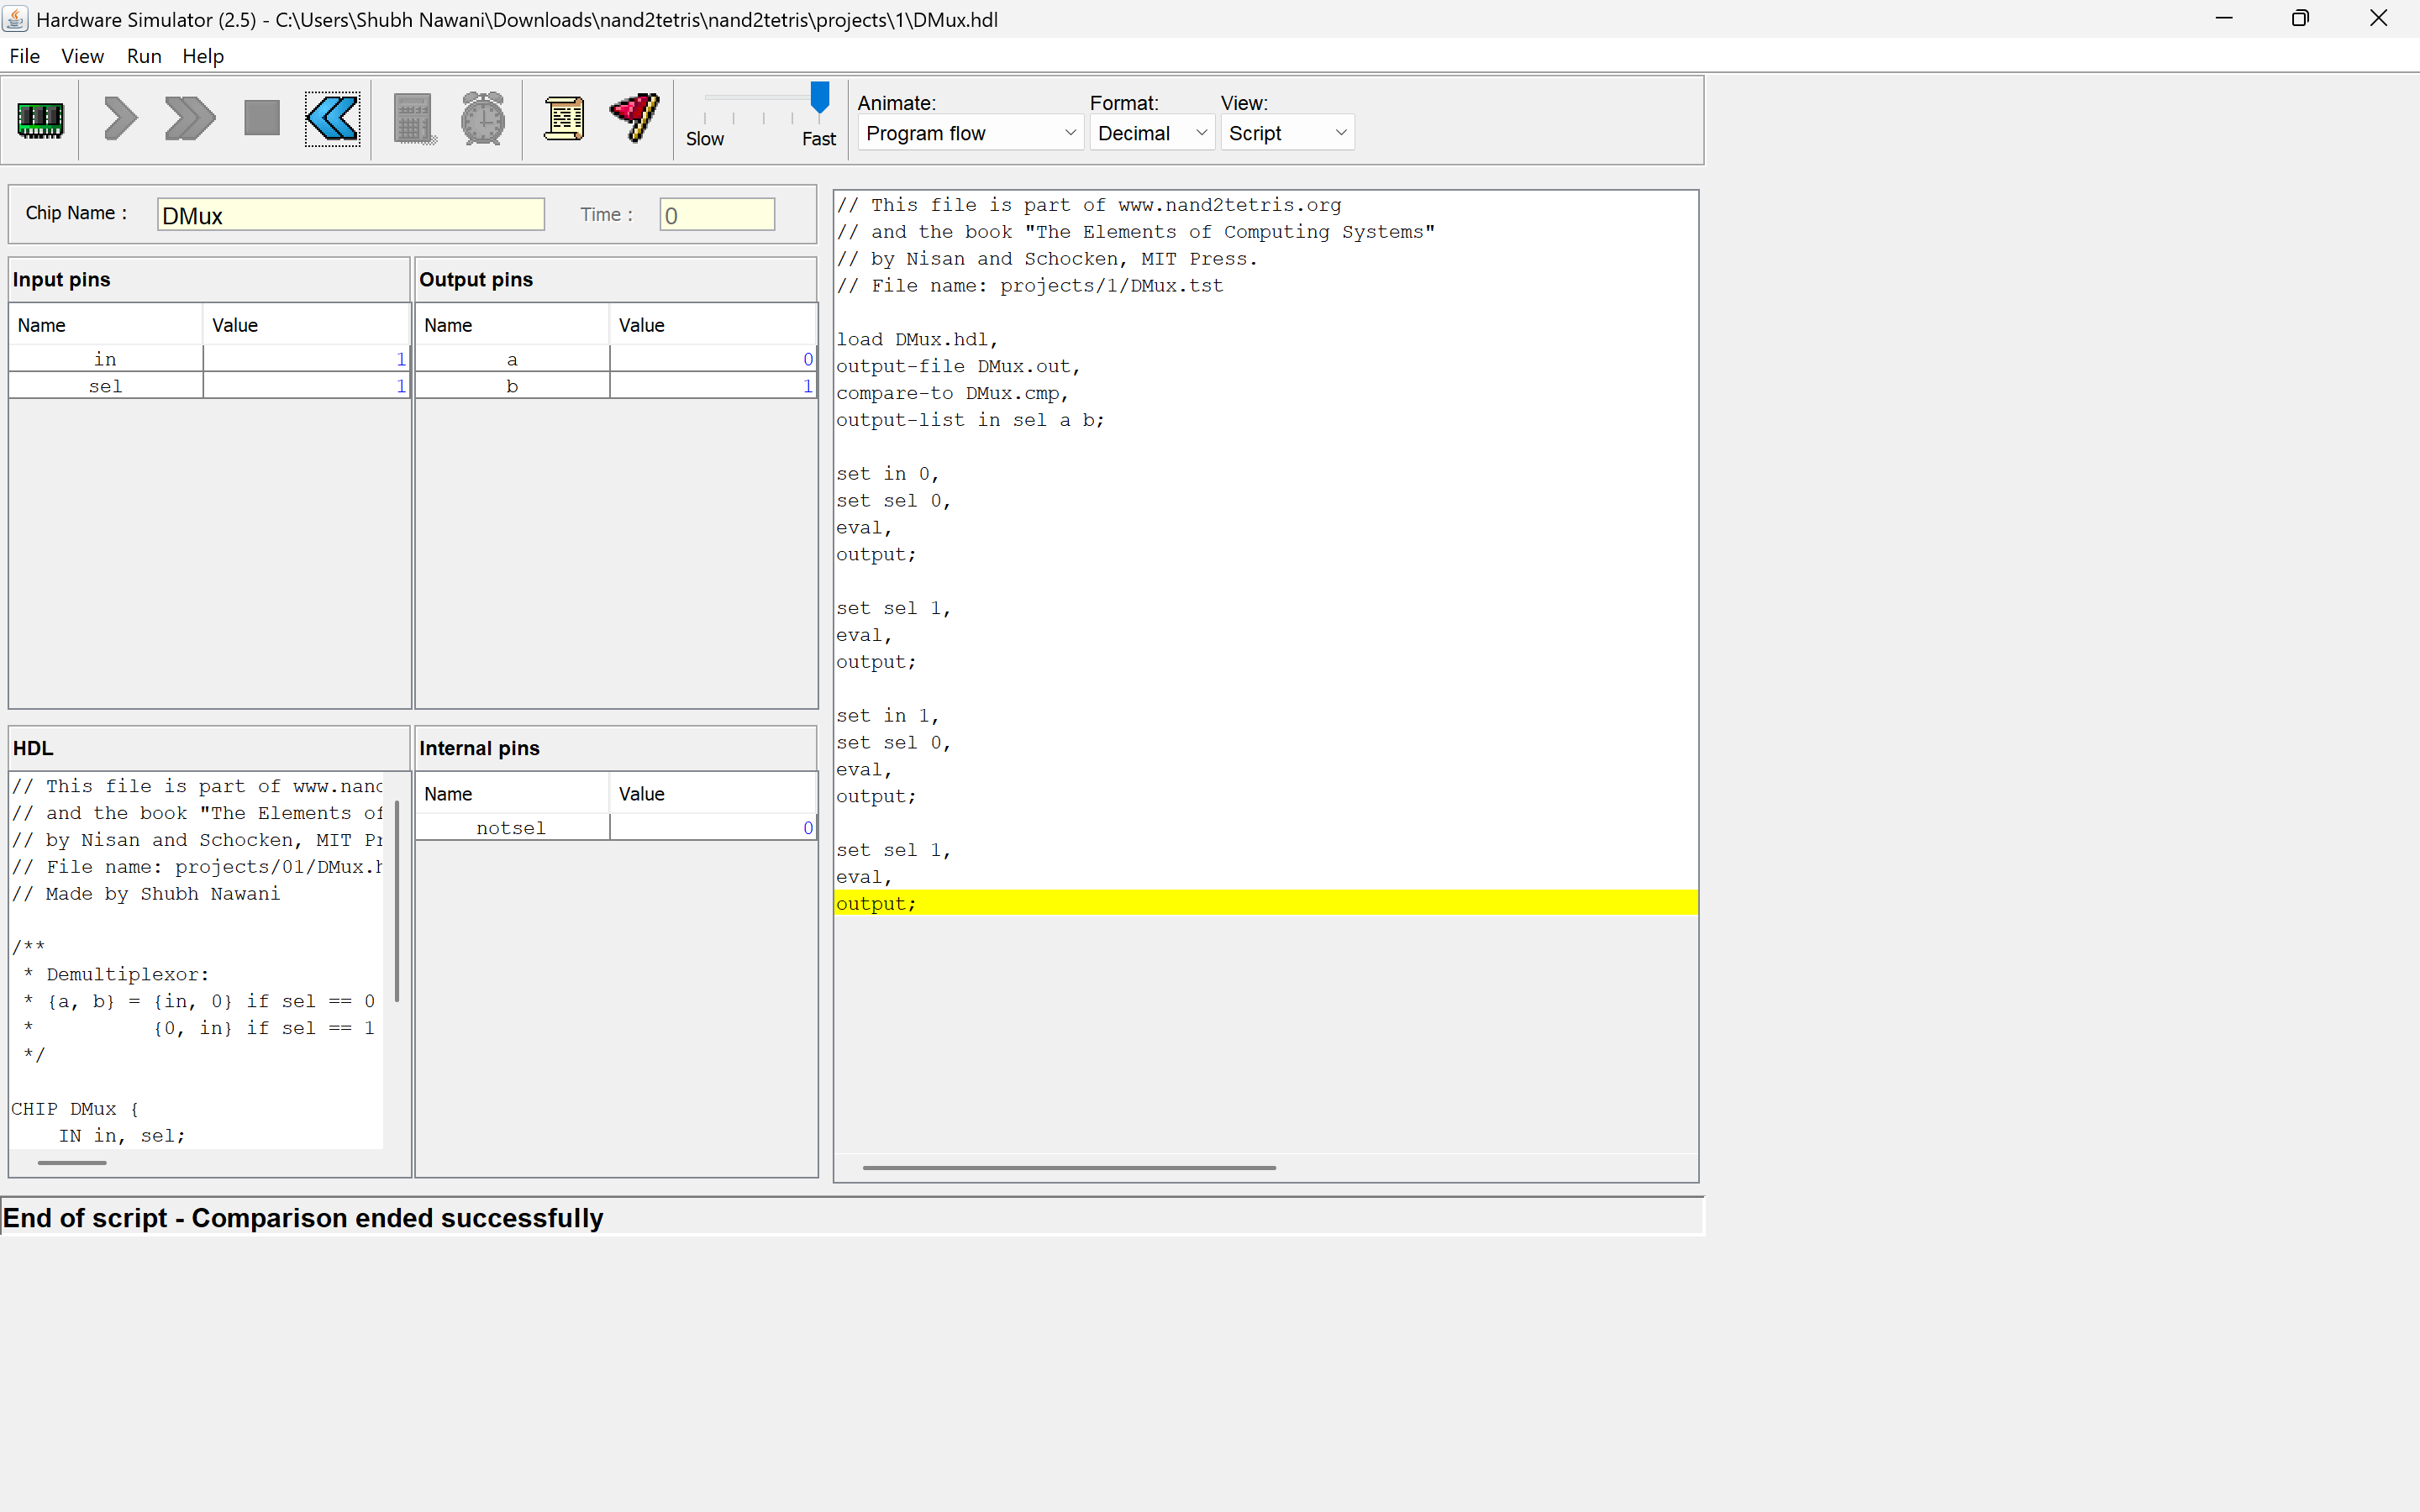 Hardware Simulator (2.5) - C:\Users\Shubh Nawani\Downloads\nand2tetris\nand2tetris\projects\1\DMux.hdl
File View Run Help
Slow Fast
Animate: Format: View:
Program flow Decimal Script
Chip Name : DMux Time : 0
Input pins
Name Value
in 1
sel 1
Output pins
Name Value
a 0
b 1
HDL
// This file is part of www.nand
// and the book "The Elements of
// by Nisan and Schocken, MIT Pr
// File name: projects/01/DMux.h
// Made by Shubh Nawani
/**
* Demultiplexor:
* {a, b} = {in, 0} if sel == 0
* {0, in} if sel == 1
*/
CHIP DMux {
IN in, sel;
Internal pins
Name Value
notsel 0
// This file is part of www.nand2tetris.org
// and the book "The Elements of Computing Systems"
// by Nisan and Schocken, MIT Press.
// File name: projects/1/DMux.tst
load DMux.hdl,
output-file DMux.out,
compare-to DMux.cmp,
output-list in sel a b;
set in 0,
set sel 0,
eval,
output;
set sel 1,
eval,
output;
set in 1,
set sel 0,
eval,
output;
set sel 1,
eval,
output;
End of script - Comparison ended successfully